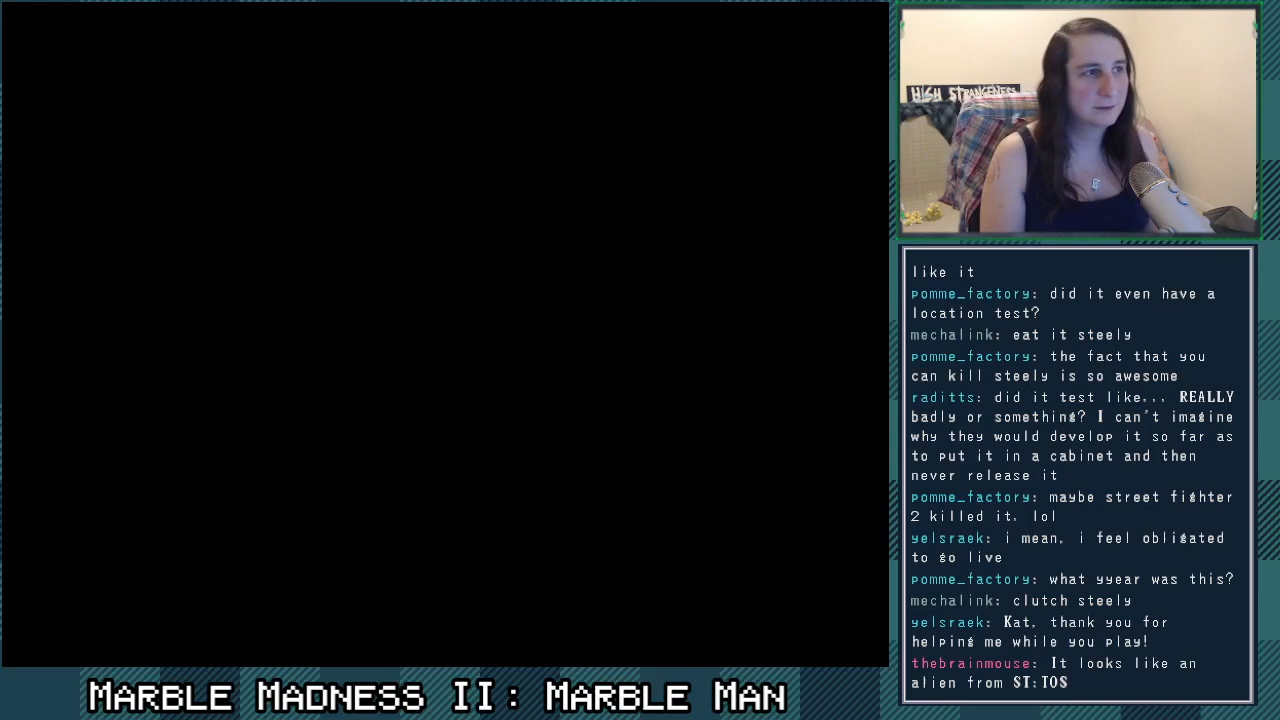 HIGH STRANGENESS
like it
pomme_factory: did it even have a
location test?
mechalink: eat it steely
pomme_factory: the fact that you
can kill steely is so awesome
raditts: did it test like... REALLY
badly or something? I can't imagine
why they would develop it so far as
to put it in a cabinet and then
never release it
pomme_factory: maybe street fighter
2 killed it, lol
yelsraek: i mean, i feel obligated
to go live
pomme_factory: what yyear was this?
mechalink: clutch steely
yelsraek: Kat, thank you for
helping me while you play!
thebrainmouse: It looks like an
alien from ST:TOS
MARBLE MADNESS II: MARBLE MAN